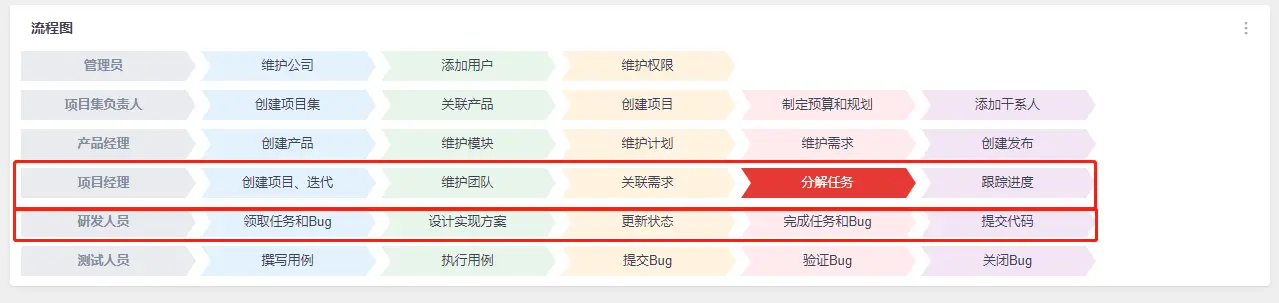 流程图
管理员 维护公司 添加用户 维护权限
项目集负责人 创建项目集 关联产品 创建项目 制定预算和规划 添加干系人
产品经理 创建产品 维护模块 维护计划 维护需求 创建发布
项目经理 创建项目、迭代 维护团队 关联需求 分解任务 跟踪进度
研发人员 领取任务和Bug 设计实现方案 更新状态 完成任务和Bug 提交代码
测试人员 撰写用例 执行用例 提交Bug 验证Bug 关闭Bug